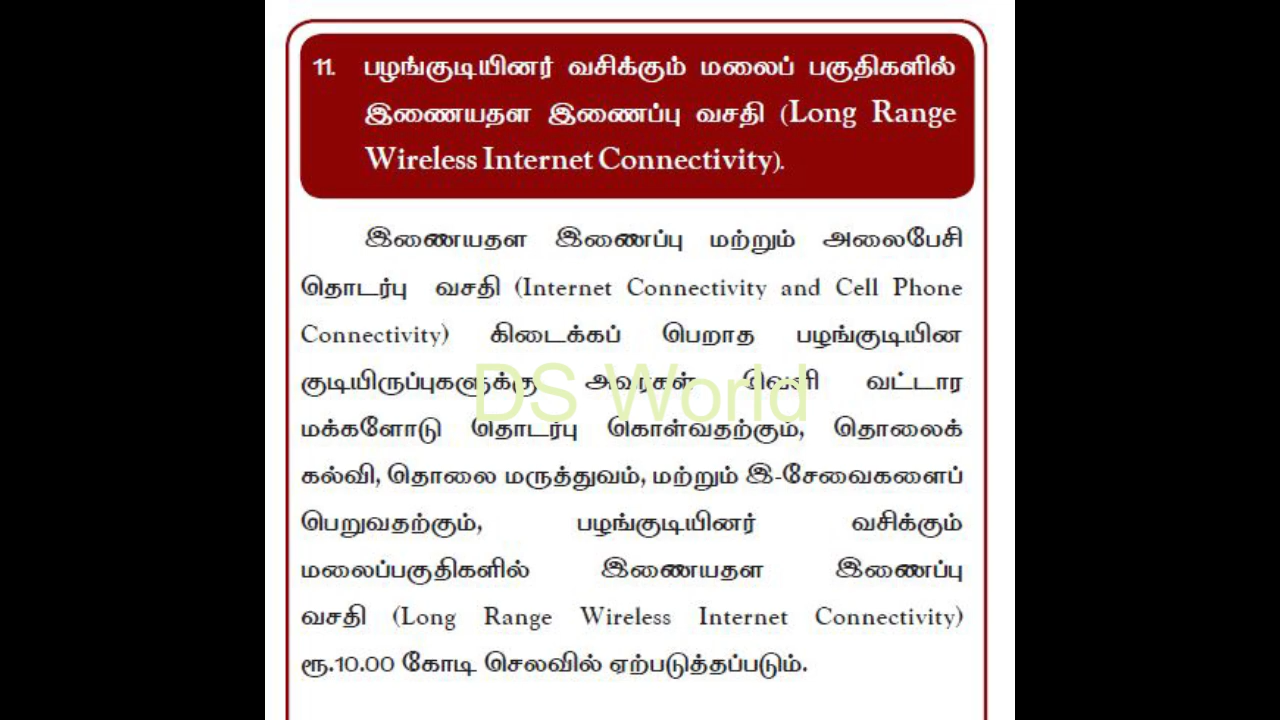 11. பழங்குடியினர் வசிக்கும் மலைப் பகுதிகளில்
இணையதள இணைப்பு வசதி (Long Range
Wireless Internet Connectivity).
இணையதள இணைப்பு மற்றும் அலைபேசி
தொடர்பு வசதி (Internet Connectivity and Cell Phone
Connectivity) கிடைக்கப் பெறாத பழங்குடியின
குடியிருப்புகளுக்கு அவர்கள் வெளி வட்டார
DS World
மக்களோடு தொடர்பு கொள்வதற்கும், தொலைக்
கல்வி, தொலை மருத்துவம், மற்றும் இ-சேவைகளைப்
பெறுவதற்கும், பழங்குடியினர் வசிக்கும்
மலைப்பகுதிகளில் இணையதள இணைப்பு
வசதி (Long Range Wireless Internet Connectivity)
ரூ.10.00 கோடி செலவில் ஏற்படுத்தப்படும்.